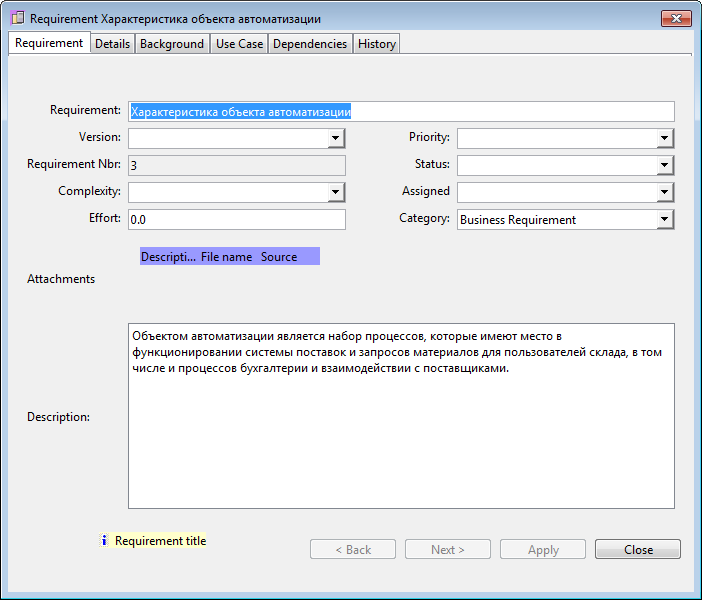 Requirement Характеристика объекта автоматизации
Requirement Details Background Use Case Dependencies History
Requirement: Характеристика объекта автоматизации
Version: Priority:
Requirement Nbr: 3 Status:
Complexity: Assigned
Effort: 0.0 Category: Business Requirement
Descripti... File name Source
Attachments
Объектом автоматизации является набор процессов, которые имеют место в
функционировании системы поставок и запросов материалов для пользователей склада, в том
числе и процессов бухгалтерии и взаимодействии с поставщиками.
Description:
i Requirement title
< Back Next > Apply Close